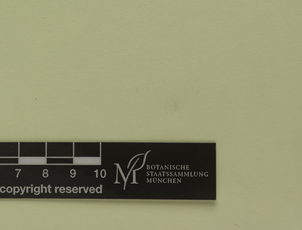 7 8 9 10
copyright reserved
M BOTANISCHE
STAATSSAMMLUNG
MÜNCHEN